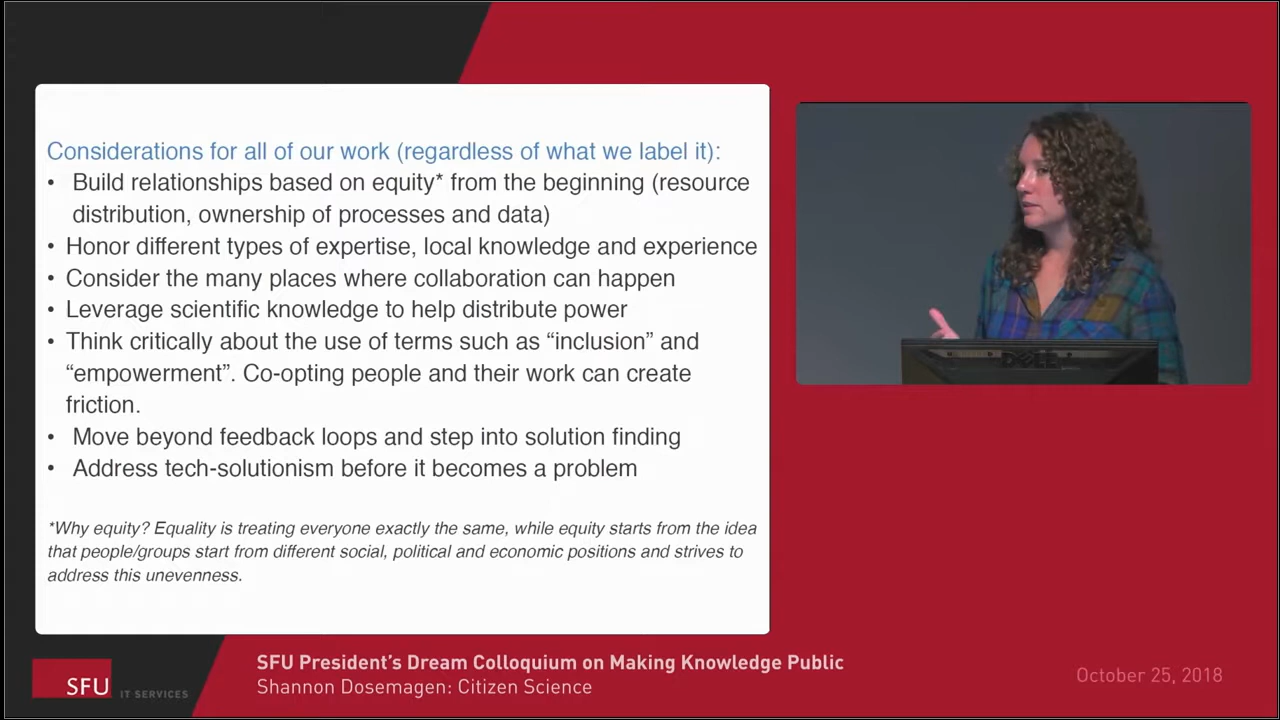 Considerations for all of our work (regardless of what we label it):
• Build relationships based on equity* from the beginning (resource
distribution, ownership of processes and data)
• Honor different types of expertise, local knowledge and experience
• Consider the many places where collaboration can happen
• Leverage scientific knowledge to help distribute power
• Think critically about the use of terms such as “inclusion” and
“empowerment”. Co-opting people and their work can create
friction.
• Move beyond feedback loops and step into solution finding
• Address tech-solutionism before it becomes a problem
*Why equity? Equality is treating everyone exactly the same, while equity starts from the idea
that people/groups start from different social, political and economic positions and strives to
address this unevenness.
DELL
SFU President's Dream Colloquium on Making Knowledge Public
Shannon Dosemagen: Citizen Science
SFU IT SERVICES
October 25, 2018